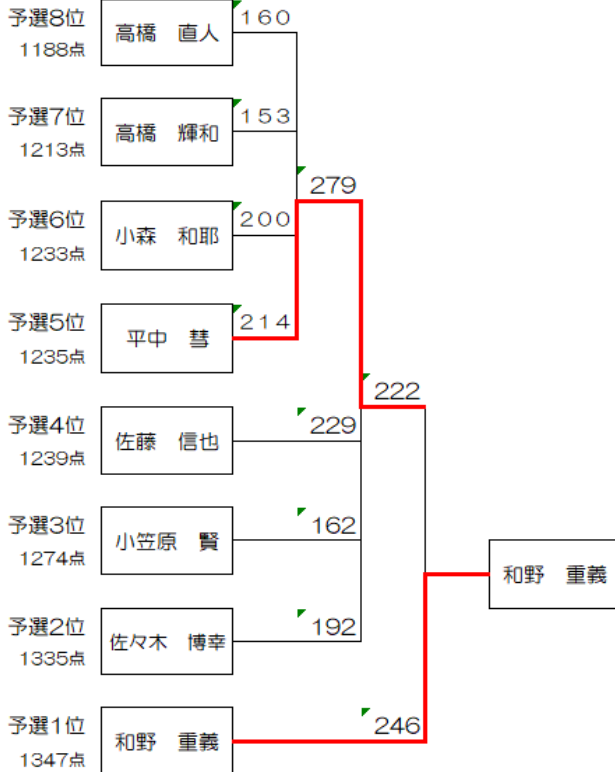 予選8位
1188点
高橋 直人
160
予選7位
1213点
高橋 輝和
153
279
予選6位
1233点
小森 和耶
200
予選5位
1235点
平中 彗
214
222
予選4位
1239点
佐藤 信也
229
予選3位
1274点
小笠原 賢
162
和野 重義
予選2位
1335点
佐々木 博幸
192
予選1位
1347点
和野 重義
246